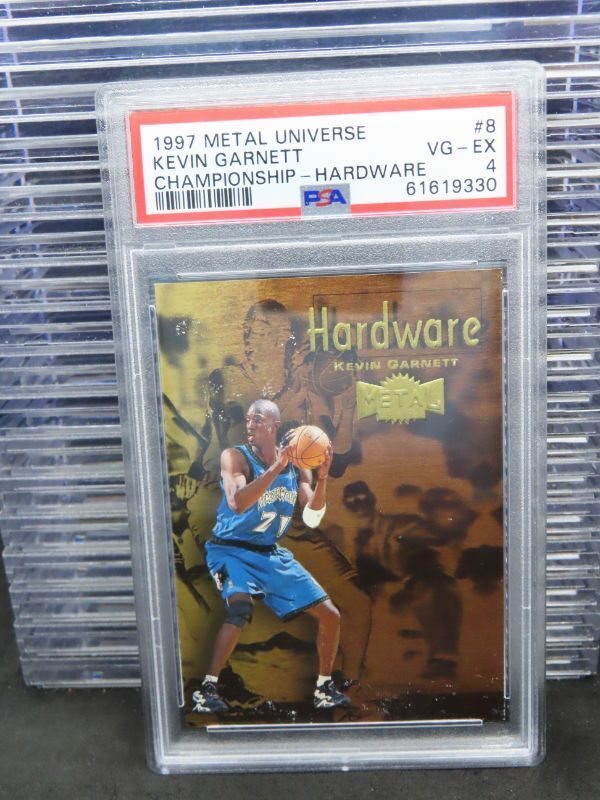 1997 METAL UNIVERSE #8
KEVIN GARNETT VG-EX
CHAMPIONSHIP-HARDWARE 4
PSA 61619330
Hardware
KEVIN GARNETT
METAL
21